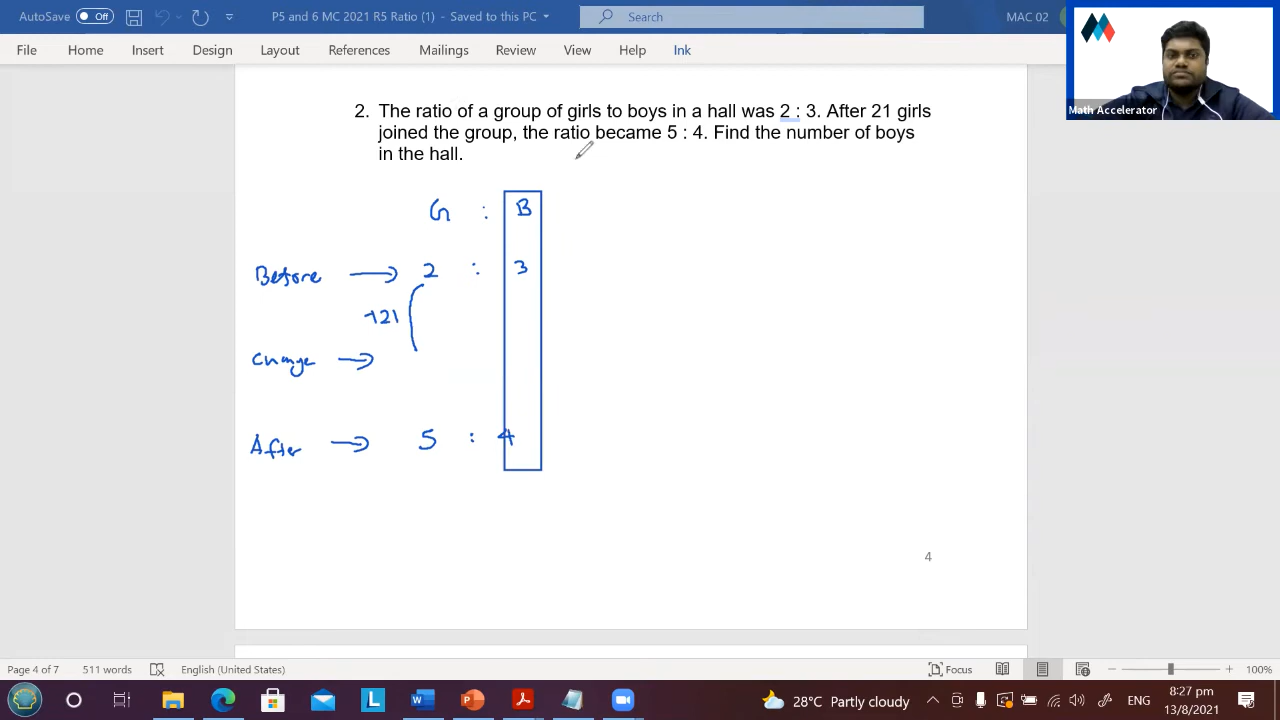 AutoSave Off P5 and 6 MC 2021 R5 Ratio (1) - Saved to this PC Search MAC 02
File Home Insert Design Layout References Mailings Review View Help Ink
Math Accelerator
2. The ratio of a group of girls to boys in a hall was 2 : 3. After 21 girls
joined the group, the ratio became 5 : 4. Find the number of boys
in the hall.
G : B
Before → 2 : 3
+21
Change →
After → 5 : 4
4
Page 4 of 7 511 words English (United States) Focus 100%
28°C Partly cloudy ENG 8:27 pm
13/8/2021